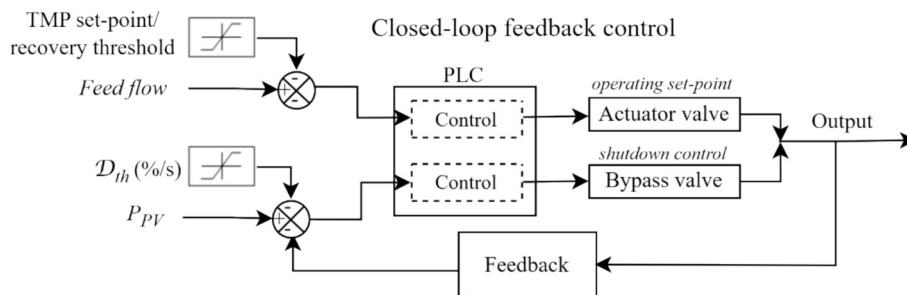 TMP set-point/
recovery threshold
Closed-loop feedback control
Feed flow
PLC
operating set-point
Control
Actuator valve
Output
shutdown control
𝒟th (%/s)
Control
Bypass valve
PPV
Feedback